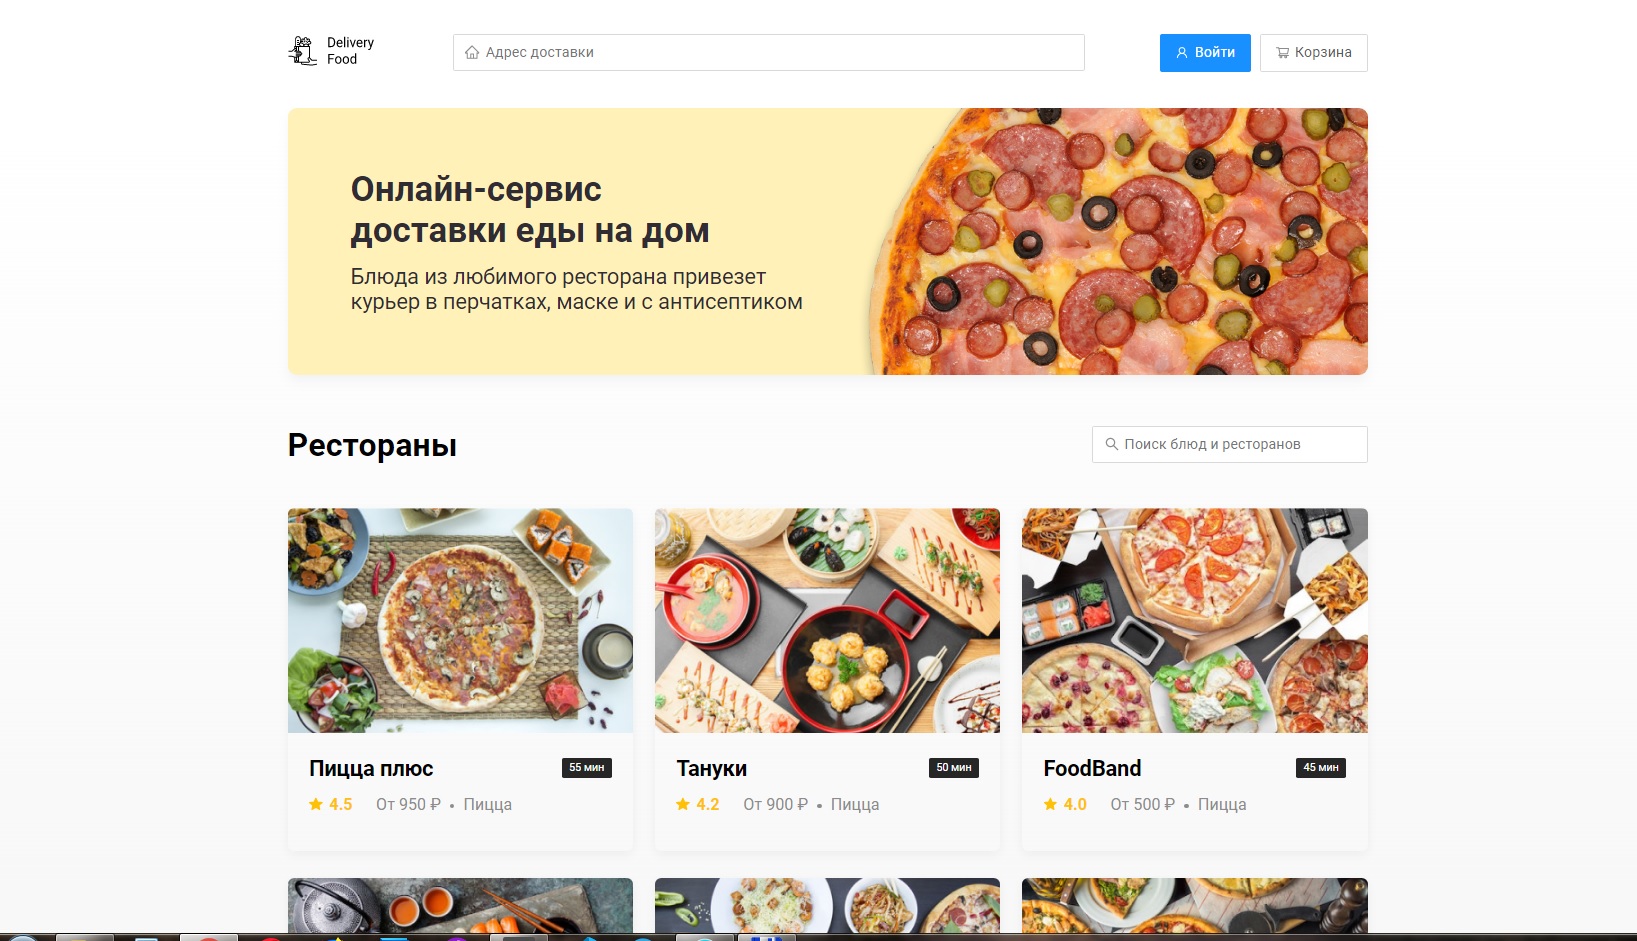 Delivery
Food
Адрес доставки
Войти
Корзина
Онлайн-сервис
доставки еды на дом
Блюда из любимого ресторана привезет
курьер в перчатках, маске и с антисептиком
Рестораны
Поиск блюд и ресторанов
Пицца плюс
55 мин
4.5 От 950 ₽ • Пицца
Тануки
50 мин
4.2 От 900 ₽ • Пицца
FoodBand
45 мин
4.0 От 500 ₽ • Пицца